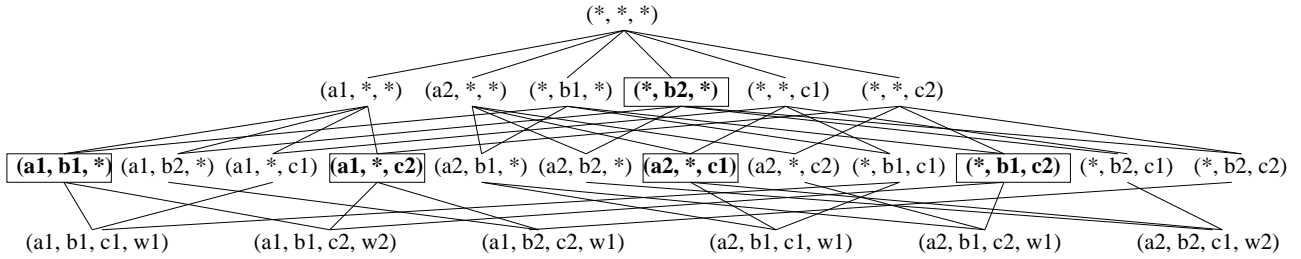 (*, *, *)
(a1, *, *) (a2, *, *) (*, b1, *) (*, b2, *) (*, *, c1) (*, *, c2)
(a1, b1, *) (a1, b2, *) (a1, *, c1) (a1, *, c2) (a2, b1, *) (a2, b2, *) (a2, *, c1) (a2, *, c2) (*, b1, c1) (*, b1, c2) (*, b2, c1) (*, b2, c2)
(a1, b1, c1, w1) (a1, b1, c2, w2) (a1, b2, c2, w1) (a2, b1, c1, w1) (a2, b1, c2, w1) (a2, b2, c1, w2)